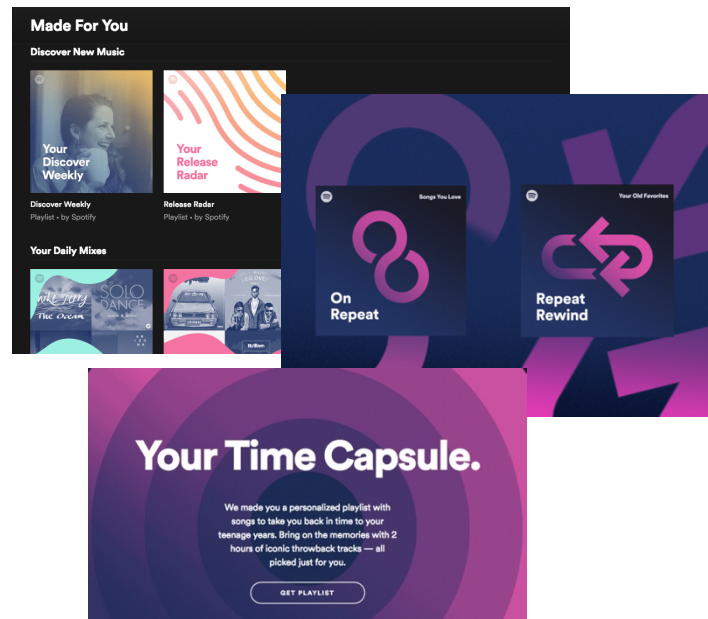 Made For You
Discover New Music
Your
Discover
Weekly
Your
Release
Radar
Discover Weekly
Playlist • by Spotify
Release Radar
Playlist • by Spotify
Your Daily Mixes
The Ocean
SOLO
DANCE
Songs You Love
On
Repeat
Your Old Favorites
Repeat
Rewind
Your Time Capsule.
We made you a personalized playlist with
songs to take you back in time to your
teenage years. Bring on the memories with 2
hours of iconic throwback tracks — all
picked just for you.
GET PLAYLIST